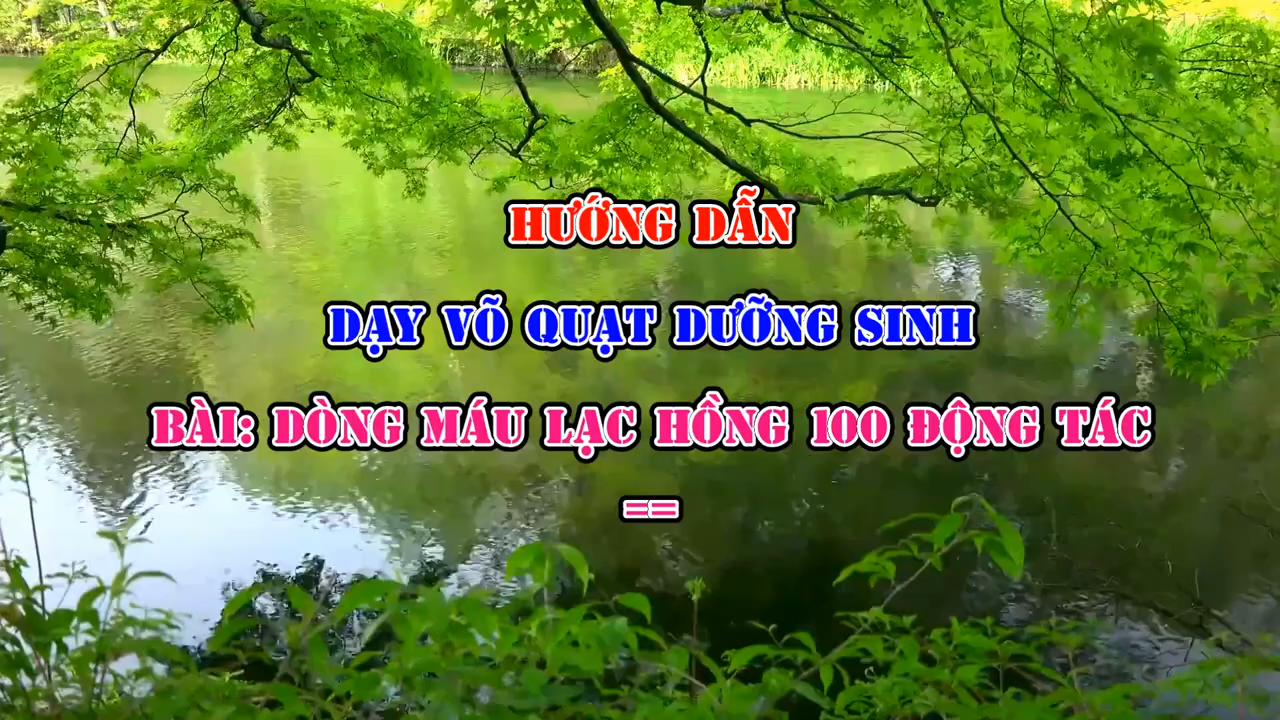 HƯỚNG DẪN
DẠY VÕ QUẠT DƯỠNG SINH
BÀI: DÒNG MÁU LẠC HỒNG 100 ĐỘNG TÁC
==